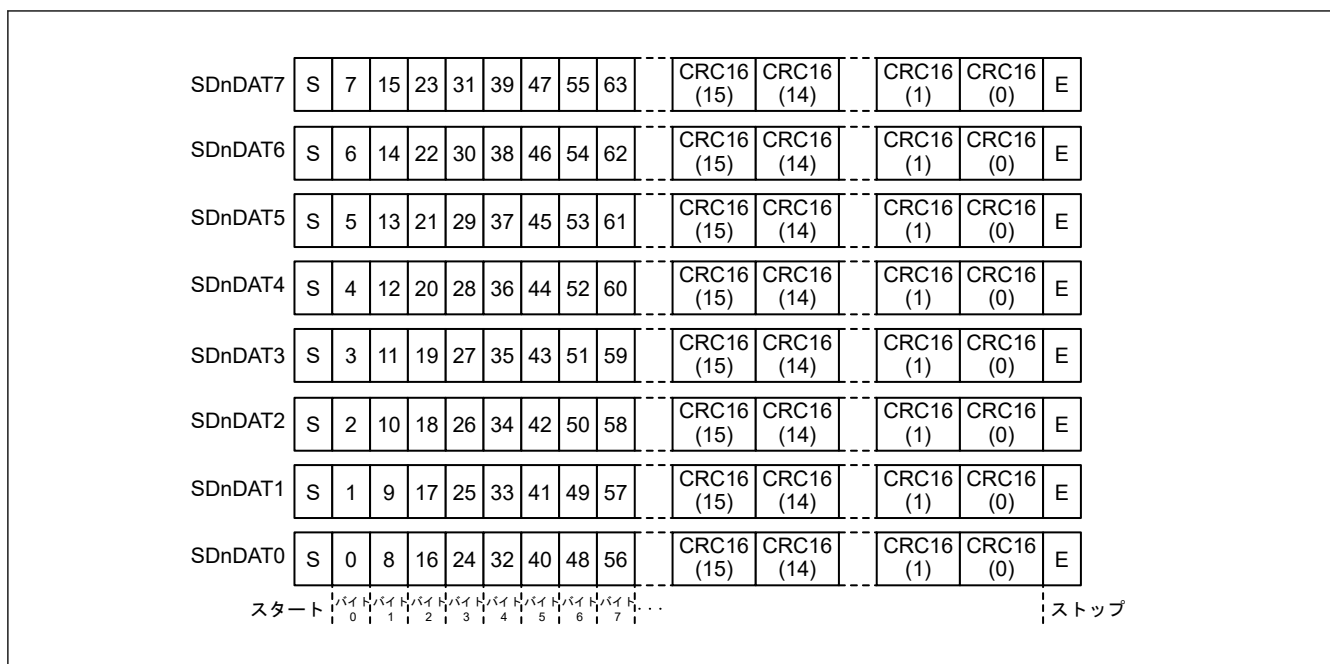 SDnDAT7 S 7 15 23 31 39 47 55 63 CRC16 (15) CRC16 (14) CRC16 (1) CRC16 (0) E
SDnDAT6 S 6 14 22 30 38 46 54 62 CRC16 (15) CRC16 (14) CRC16 (1) CRC16 (0) E
SDnDAT5 S 5 13 21 29 37 45 53 61 CRC16 (15) CRC16 (14) CRC16 (1) CRC16 (0) E
SDnDAT4 S 4 12 20 28 36 44 52 60 CRC16 (15) CRC16 (14) CRC16 (1) CRC16 (0) E
SDnDAT3 S 3 11 19 27 35 43 51 59 CRC16 (15) CRC16 (14) CRC16 (1) CRC16 (0) E
SDnDAT2 S 2 10 18 26 34 42 50 58 CRC16 (15) CRC16 (14) CRC16 (1) CRC16 (0) E
SDnDAT1 S 1 9 17 25 33 41 49 57 CRC16 (15) CRC16 (14) CRC16 (1) CRC16 (0) E
SDnDAT0 S 0 8 16 24 32 40 48 56 CRC16 (15) CRC16 (14) CRC16 (1) CRC16 (0) E
スタート バイト0 バイト1 バイト2 バイト3 バイト4 バイト5 バイト6 バイト7 ... ストップ